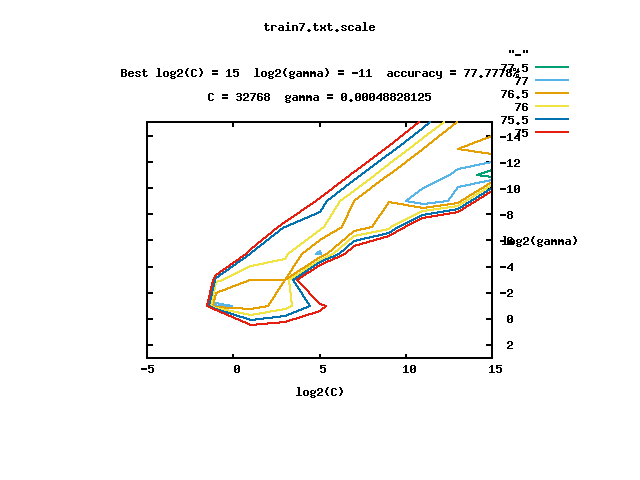 train7.txt.scale
"-"
Best log2(C) = 15  log2(gamma) = -11  accuracy = 77.7778%
77.5
77
C = 32768  gamma = 0.00048828125
76.5
76
75.5
75
-14
-12
-10
-8
-6
log2(gamma)
-4
-2
0
2
-5 0 5 10 15
log2(C)